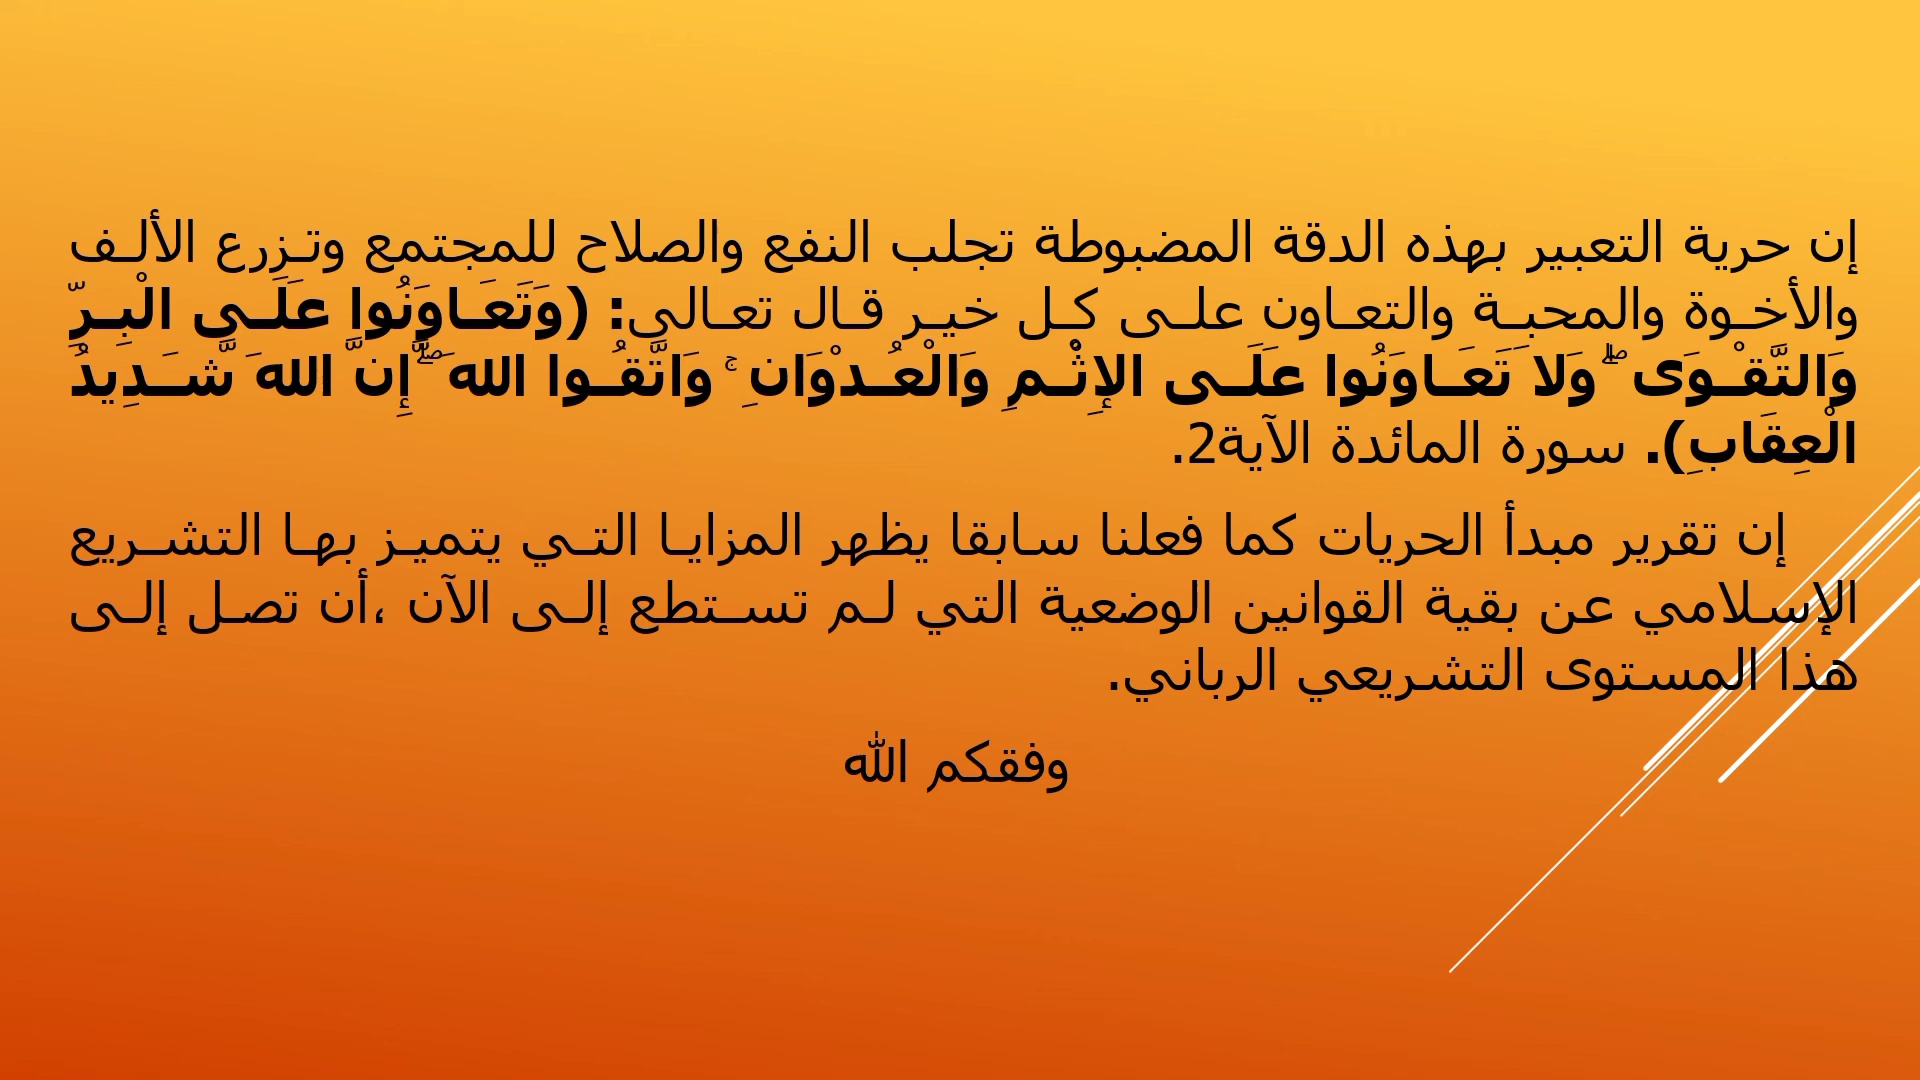 إن حرية التعبير بهذه الدقة المضبوطة تجلب النفع والصلاح للمجتمع وتزرع الألف
والأخوة والمحبة والتعاون على كل خير قال تعالى: (وَتَعَاوَنُوا عَلَى الْبِرِّ
وَالتَّقْوَى ۖ وَلا تَعَاوَنُوا عَلَى الإِثْمِ وَالْعُدْوَانِ ۚ وَاتَّقُوا اللهَ ۖ إِنَّ اللهَ شَدِيدُ
الْعِقَابِ). سورة المائدة الآية2.
إن تقرير مبدأ الحريات كما فعلنا سابقا يظهر المزايا التي يتميز بها التشريع
الإسلامي عن بقية القوانين الوضعية التي لم تستطع إلى الآن ،أن تصل إلى
هذا المستوى التشريعي الرباني.
وفقكم الله